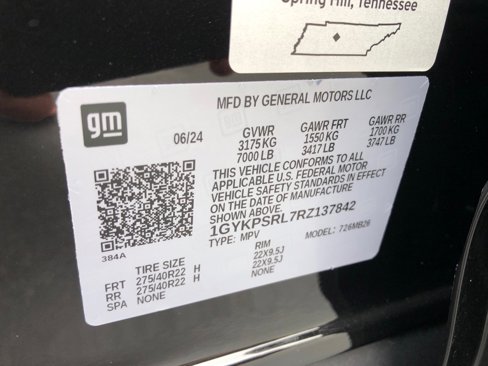 Spring Hill, Tennessee
gm
MFD BY GENERAL MOTORS LLC
06/24 GVWR GAWR FRT GAWR RR
3175 KG 1550 KG 1700 KG
7000 LB 3417 LB 3747 LB
THIS VEHICLE CONFORMS TO ALL
APPLICABLE U.S. FEDERAL MOTOR
VEHICLE SAFETY STANDARDS IN EFFECT
ON THE DATE OF MANUFACTURE
SHOWN ABOVE
1GYKPSRL7RZ137842
TYPE: MPV MODEL: 726MB26
384A
TIRE SIZE RIM
FRT 275/40R22 H 22X9.5J
RR 275/40R22 H 22X9.5J
SPA NONE NONE